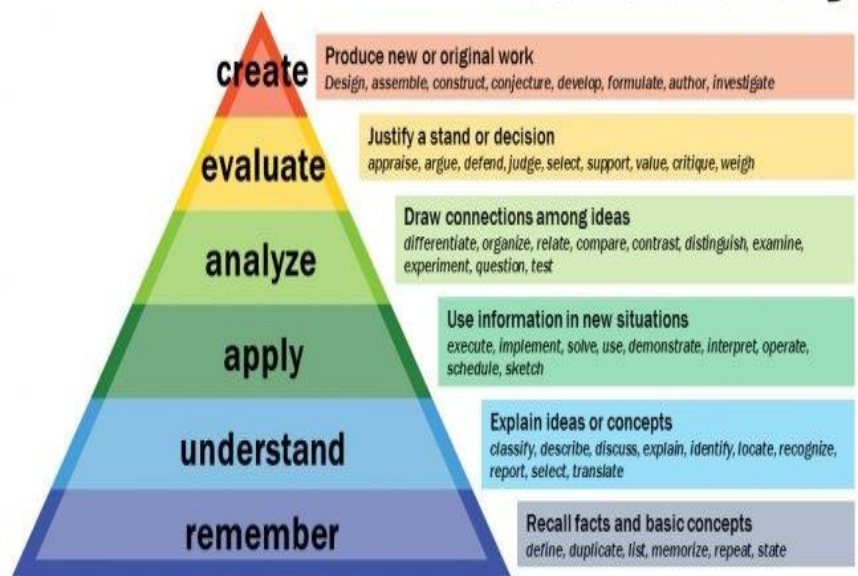 create
Produce new or original work
Design, assemble, construct, conjecture, develop, formulate, author, investigate
evaluate
Justify a stand or decision
appraise, argue, defend, judge, select, support, value, critique, weigh
analyze
Draw connections among ideas
differentiate, organize, relate, compare, contrast, distinguish, examine,
experiment, question, test
apply
Use information in new situations
execute, implement, solve, use, demonstrate, interpret, operate,
schedule, sketch
understand
Explain ideas or concepts
classify, describe, discuss, explain, identify, locate, recognize,
report, select, translate
remember
Recall facts and basic concepts
define, duplicate, list, memorize, repeat, state